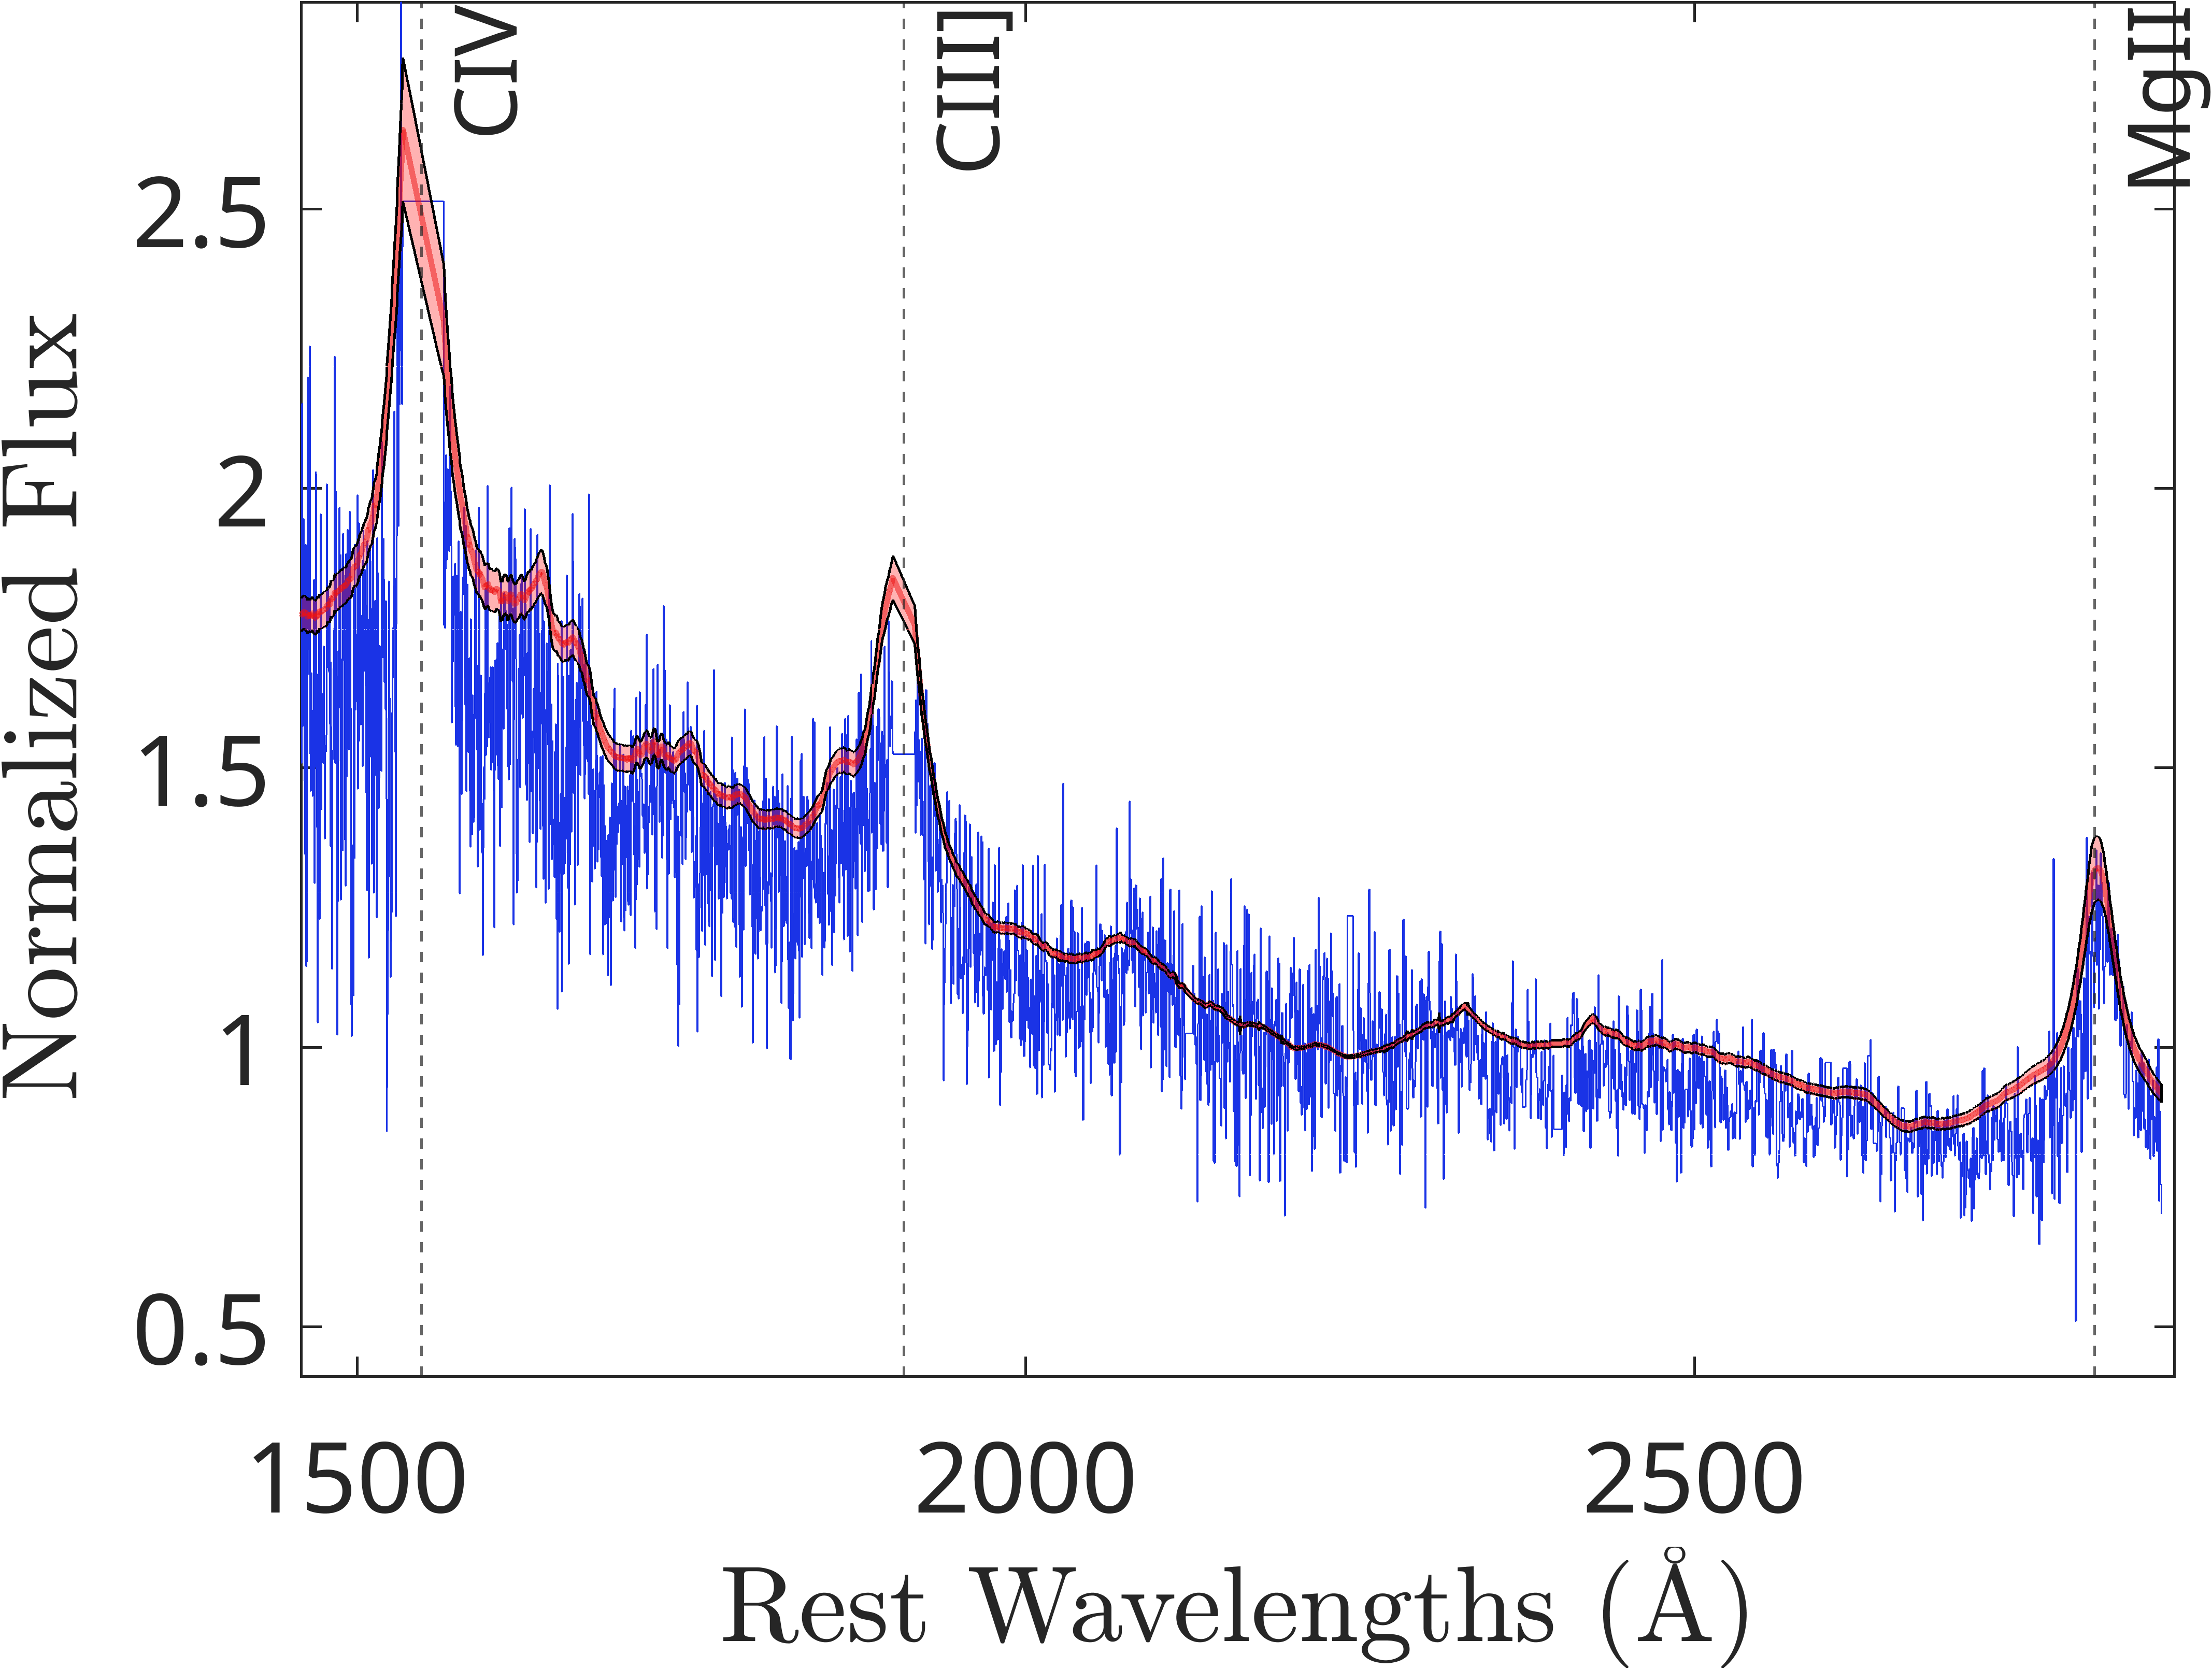 CIV
CIII]
MgII
Normalized Flux
2.5
2
1.5
1
0.5
1500
2000
2500
Rest Wavelengths (Å)